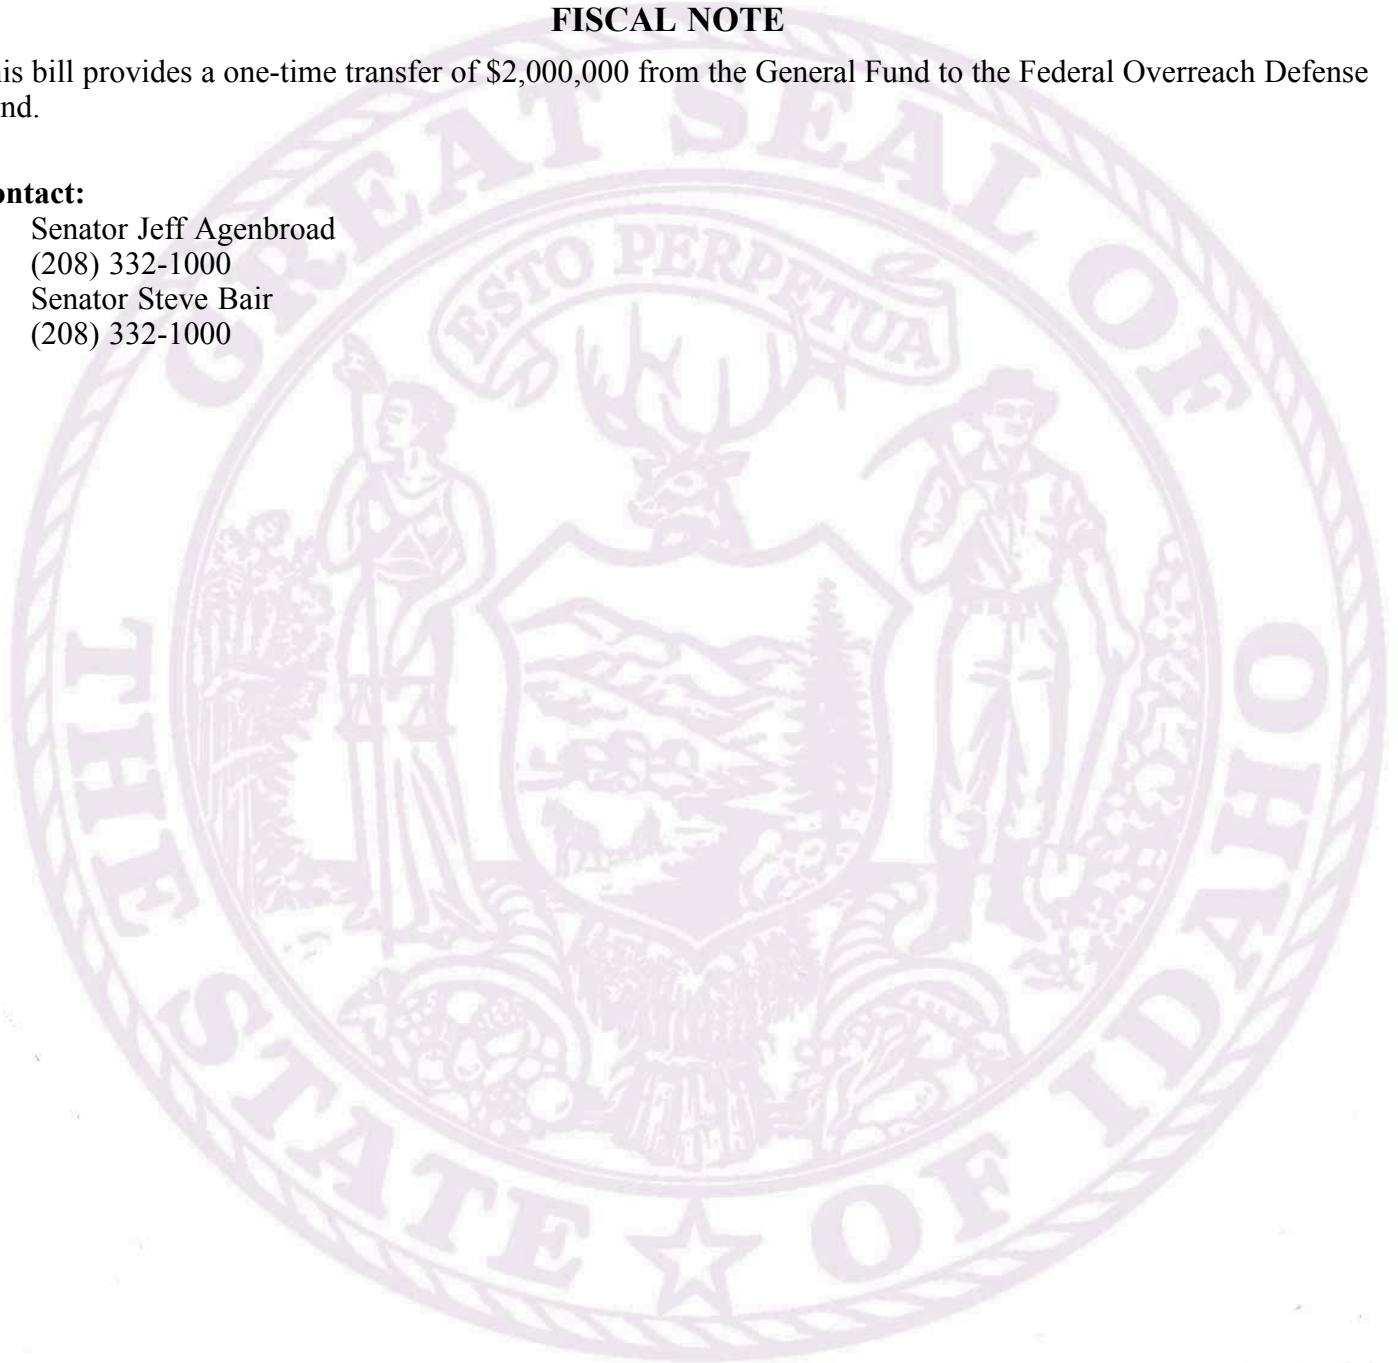 FISCAL NOTE
his bill provides a one-time transfer of $2,000,000 from the General Fund to the Federal Overreach Defense
nd.
ontact:
Senator Jeff Agenbroad
(208) 332-1000
Senator Steve Bair
(208) 332-1000
GREAT SEAL OF
THE STATE OF IDAHO
ESTO PERPETUA